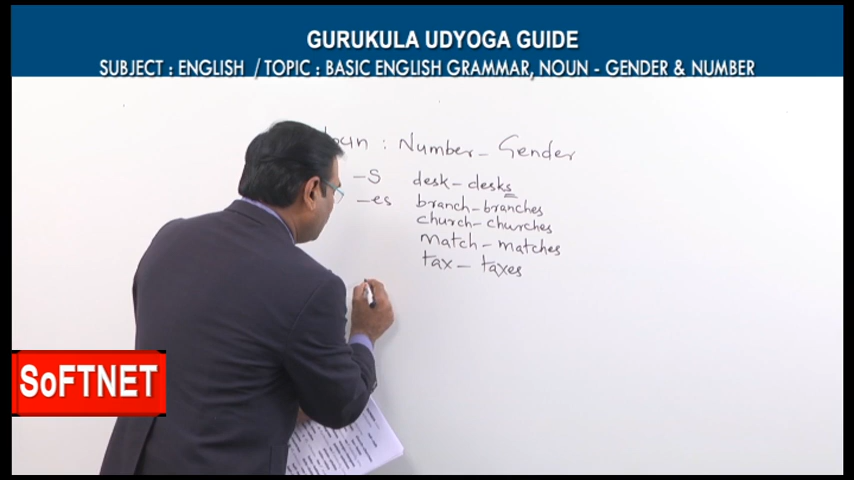 GURUKULA UDYOGA GUIDE
SUBJECT : ENGLISH / TOPIC : BASIC ENGLISH GRAMMAR, NOUN - GENDER & NUMBER
: Number - Gender
-S desk - desks
-es branch - branches
church - churches
match - matches
tax - taxes
SoFTNET